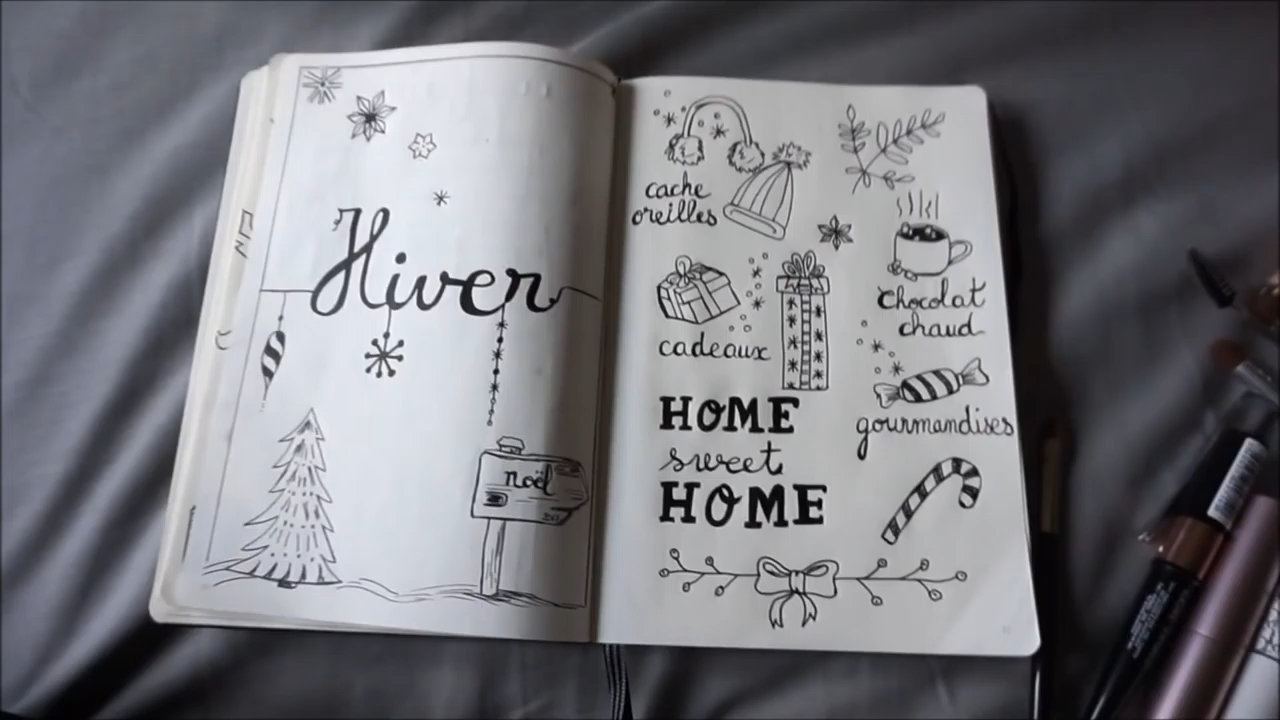 Hiver
noël
cache
oreilles
chocolat
chaud
cadeaux
gourmandises
HOME
sweet
HOME